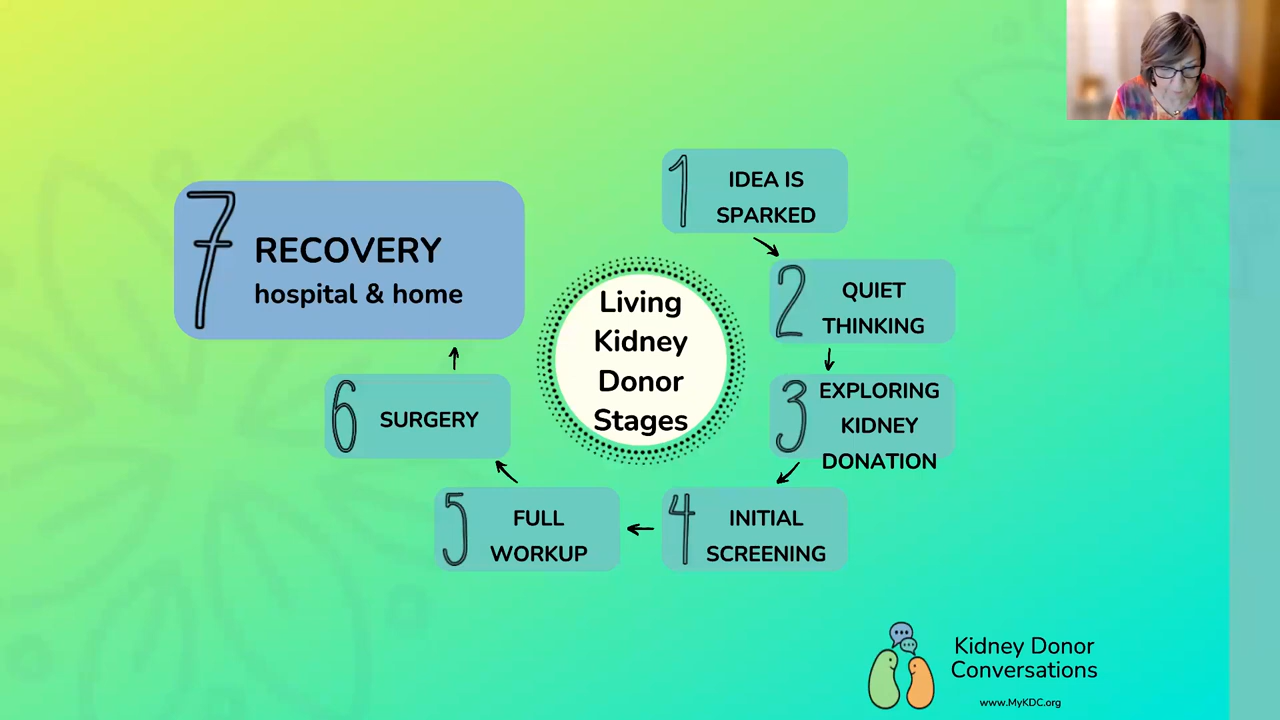 Living
Kidney
Donor
Stages
1
IDEA IS
SPARKED
2
QUIET
THINKING
3
EXPLORING
KIDNEY
DONATION
4
INITIAL
SCREENING
5
FULL
WORKUP
6
SURGERY
7
RECOVERY
hospital & home
Kidney Donor
Conversations
www.MyKDC.org